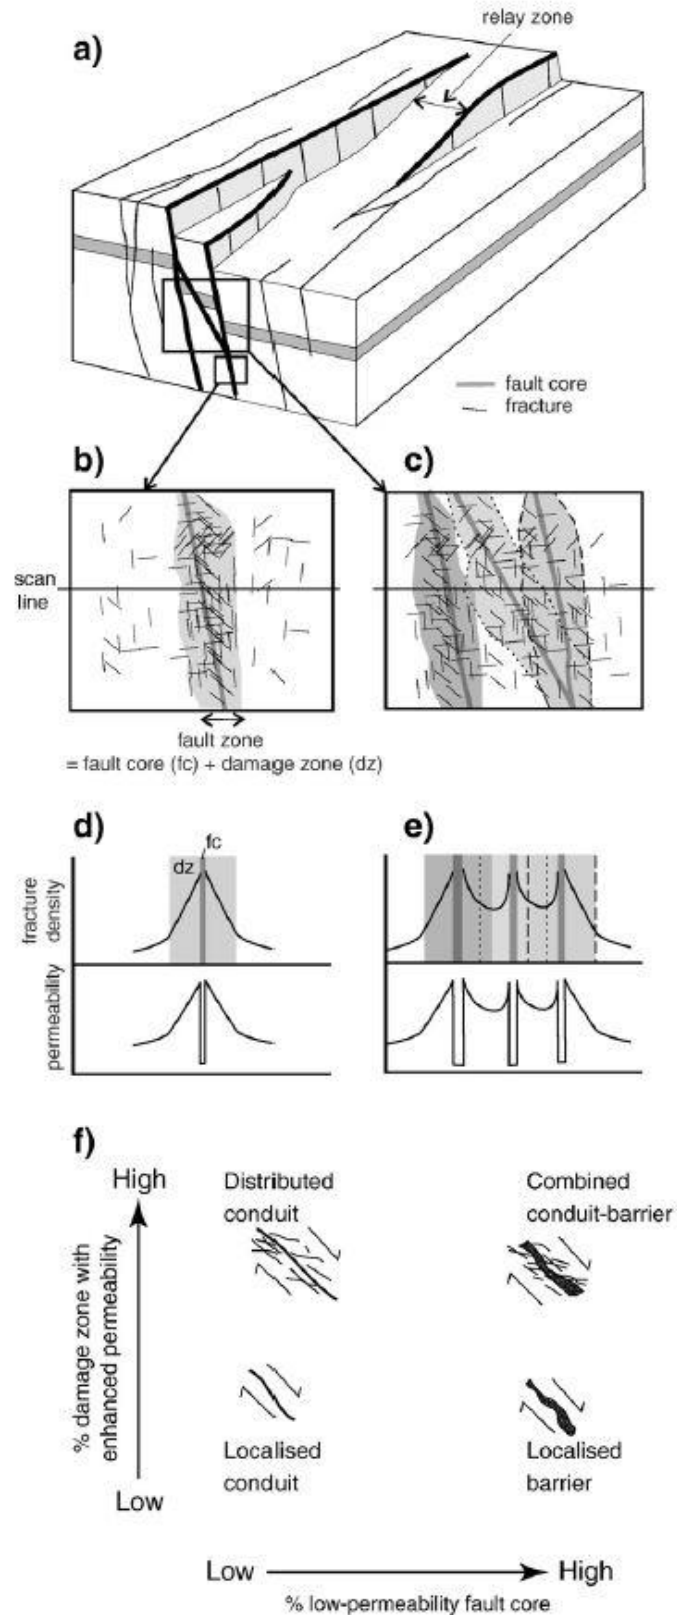 relay zone
a)
fault core
fracture
b)
c)
scan
line
fault zone
= fault core (fc) + damage zone (dz)
d)
e)
fc
dz
fracture
density
permeability
f)
High
Distributed
conduit
Combined
conduit-barrier
% damage zone with
enhanced permeability
Localised
conduit
Localised
barrier
Low
Low
High
% low-permeability fault core